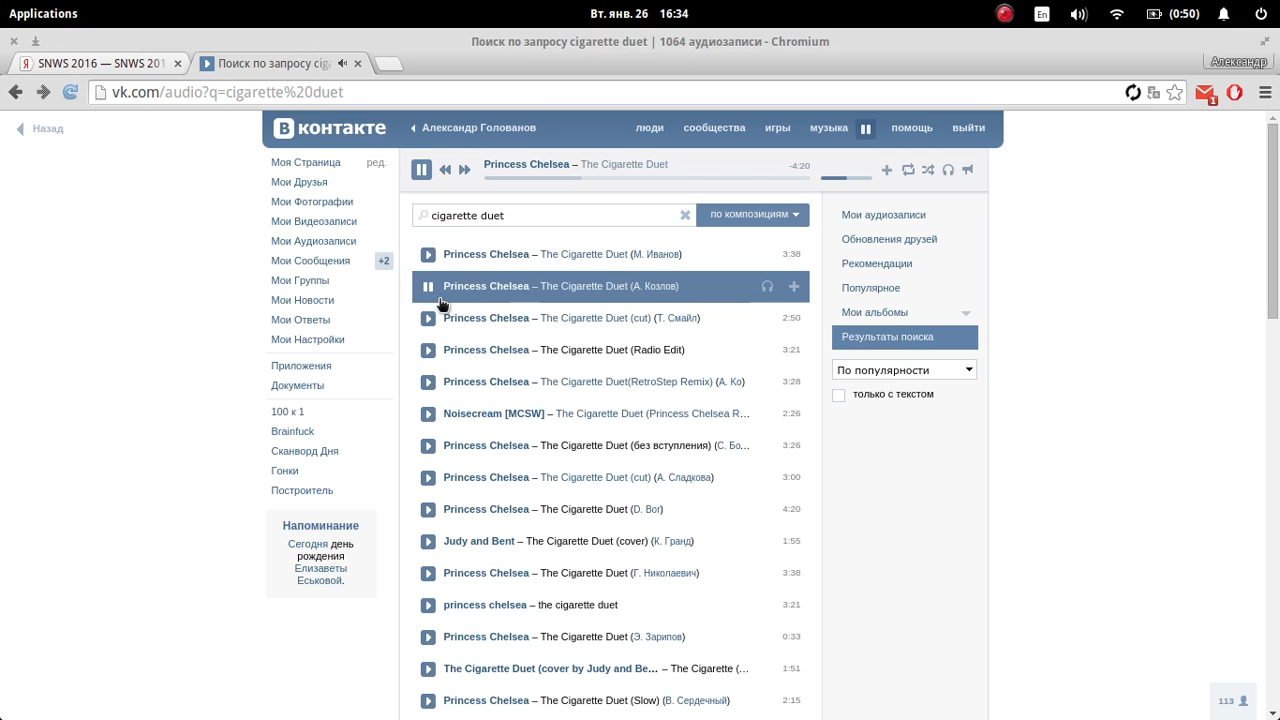 Applications
Вт. янв. 26 16:34
En
(0:50)
Поиск по запросу cigarette duet | 1064 аудиозаписи - Chromium
SNWS 2016 — SNWS 201
Поиск по запросу ciga
Александр
vk.com/audio?q=cigarette%20duet
1
Назад
В контакте
Александр Голованов
люди
сообщества
игры
музыка
помощь
выйти
Моя Страница
ред.
Мои Друзья
Мои Фотографии
Мои Видеозаписи
Мои Аудиозаписи
Мои Сообщения
+2
Мои Группы
Мои Новости
Мои Ответы
Мои Настройки
Приложения
Документы
100 к 1
Brainfuck
Сканворд Дня
Гонки
Построитель
Напоминание
Сегодня день
рождения
Елизаветы
Еськовой.
Princess Chelsea – The Cigarette Duet
-4:20
cigarette duet
по композициям
Princess Chelsea – The Cigarette Duet (М. Иванов) 3:38
Princess Chelsea – The Cigarette Duet (А. Козлов)
Princess Chelsea – The Cigarette Duet (cut) (Т. Смайл) 2:50
Princess Chelsea – The Cigarette Duet (Radio Edit) 3:21
Princess Chelsea – The Cigarette Duet(RetroStep Remix) (А. Ко) 3:28
Noisecream [MCSW] – The Cigarette Duet (Princess Chelsea R... 2:26
Princess Chelsea – The Cigarette Duet (без вступления) (С. Бо... 3:26
Princess Chelsea – The Cigarette Duet (cut) (А. Сладкова) 3:00
Princess Chelsea – The Cigarette Duet (D. Bor) 4:20
Judy and Bent – The Cigarette Duet (cover) (К. Гранд) 1:55
Princess Chelsea – The Cigarette Duet (Г. Николаевич) 3:38
princess chelsea – the cigarette duet 3:21
Princess Chelsea – The Cigarette Duet (Э. Зарипов) 0:33
The Cigarette Duet (cover by Judy and Be... – The Cigarette (... 1:51
Princess Chelsea – The Cigarette Duet (Slow) (В. Сердечный) 2:15
Мои аудиозаписи
Обновления друзей
Рекомендации
Популярное
Мои альбомы
Результаты поиска
По популярности
только с текстом
113